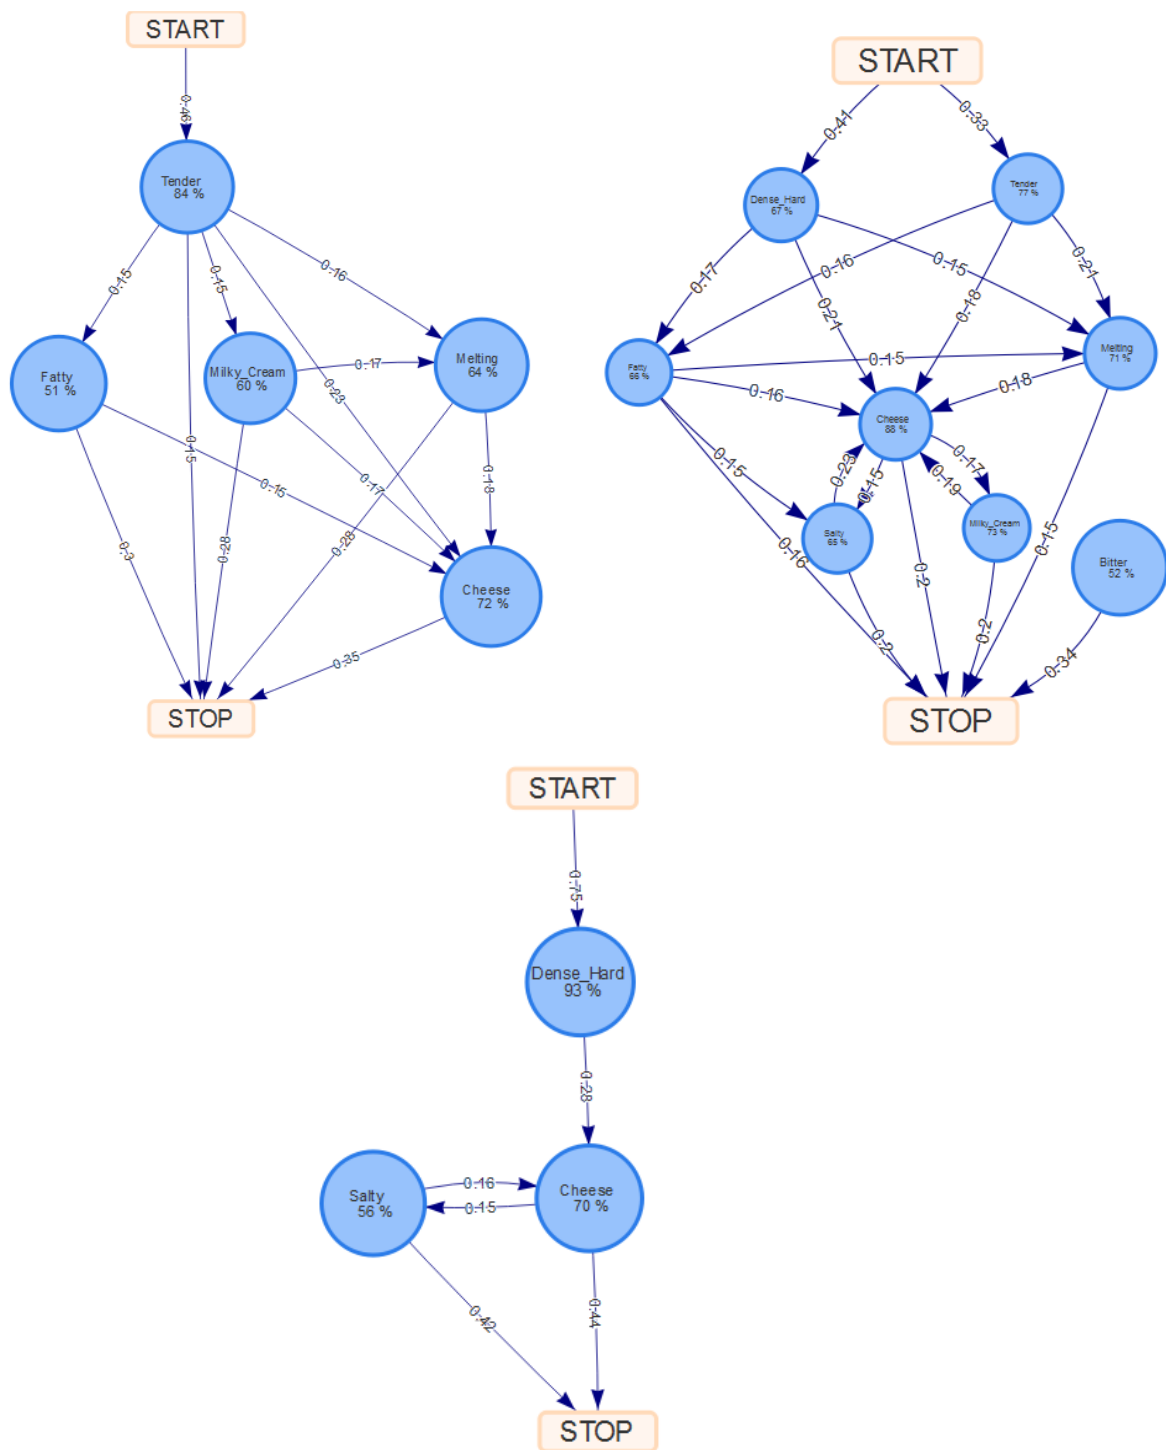 START
0.46
Tender
84 %
0.15
0.15
0.16
0.23
0.15
Fatty
51 %
Milky_Cream
60 %
0.17
Melting
64 %
0.15
0.17
0.18
0.3
0.28
0.28
Cheese
72 %
0.35
STOP
START
0.41
0.33
Dense_Hard
67 %
Tender
77 %
0.17
0.16
0.15
0.21
0.21
0.18
Fatty
66 %
0.15
Melting
71 %
0.16
0.18
Cheese
88 %
0.15
0.23
0.15
0.17
0.19
Salty
65 %
Milky_Cream
73 %
0.16
0.2
0.2
0.2
0.15
Bitter
52 %
0.34
STOP
START
0.75
Dense_Hard
93 %
0.28
Salty
56 %
0.16
0.15
Cheese
70 %
0.42
0.44
STOP